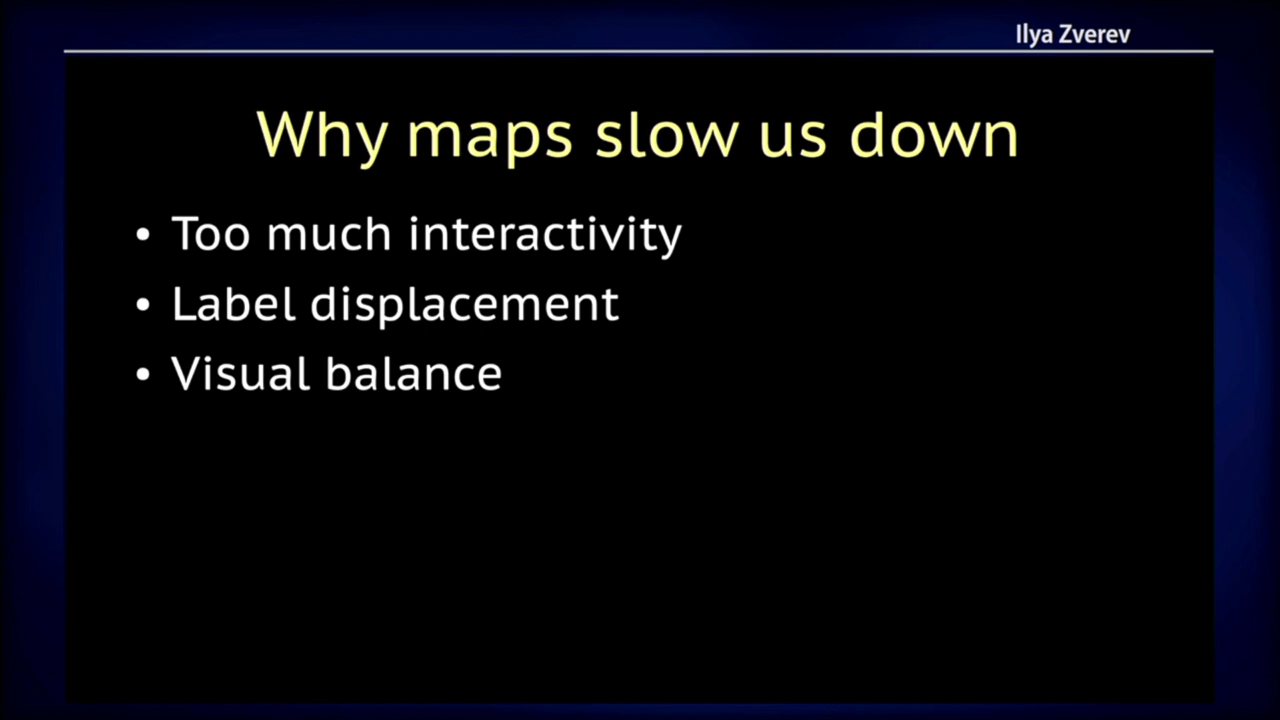 Ilya Zverev
Why maps slow us down
• Too much interactivity
• Label displacement
• Visual balance